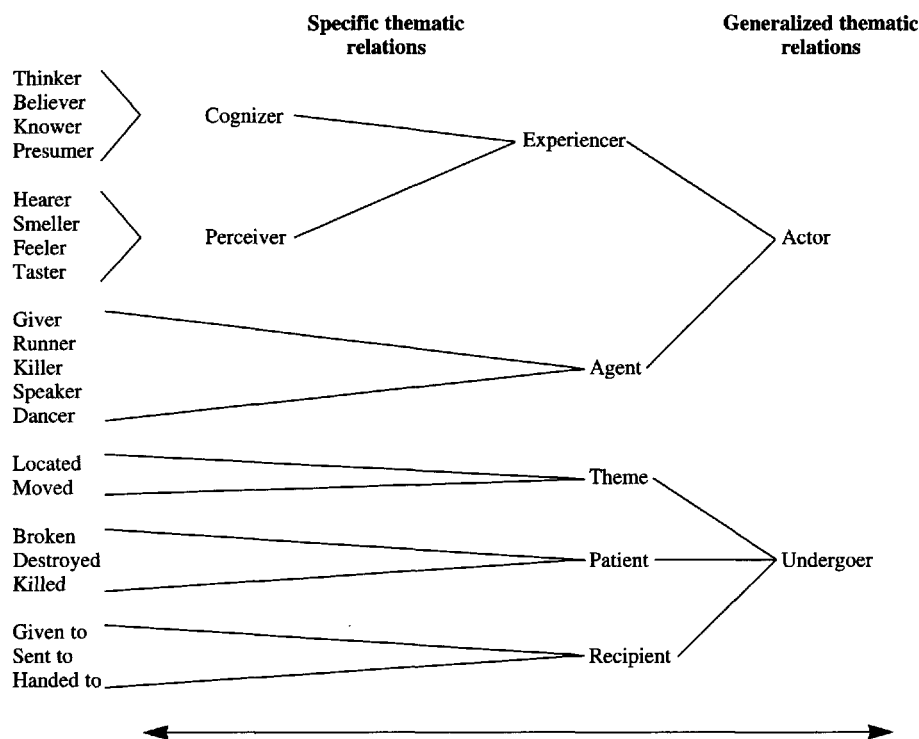 Specific thematic
relations
Generalized thematic
relations
Thinker
Believer
Knower
Presumer
Cognizer
Experiencer
Hearer
Smeller
Feeler
Taster
Perceiver
Actor
Giver
Runner
Killer
Speaker
Dancer
Agent
Located
Moved
Theme
Broken
Destroyed
Killed
Patient
Undergoer
Given to
Sent to
Handed to
Recipient